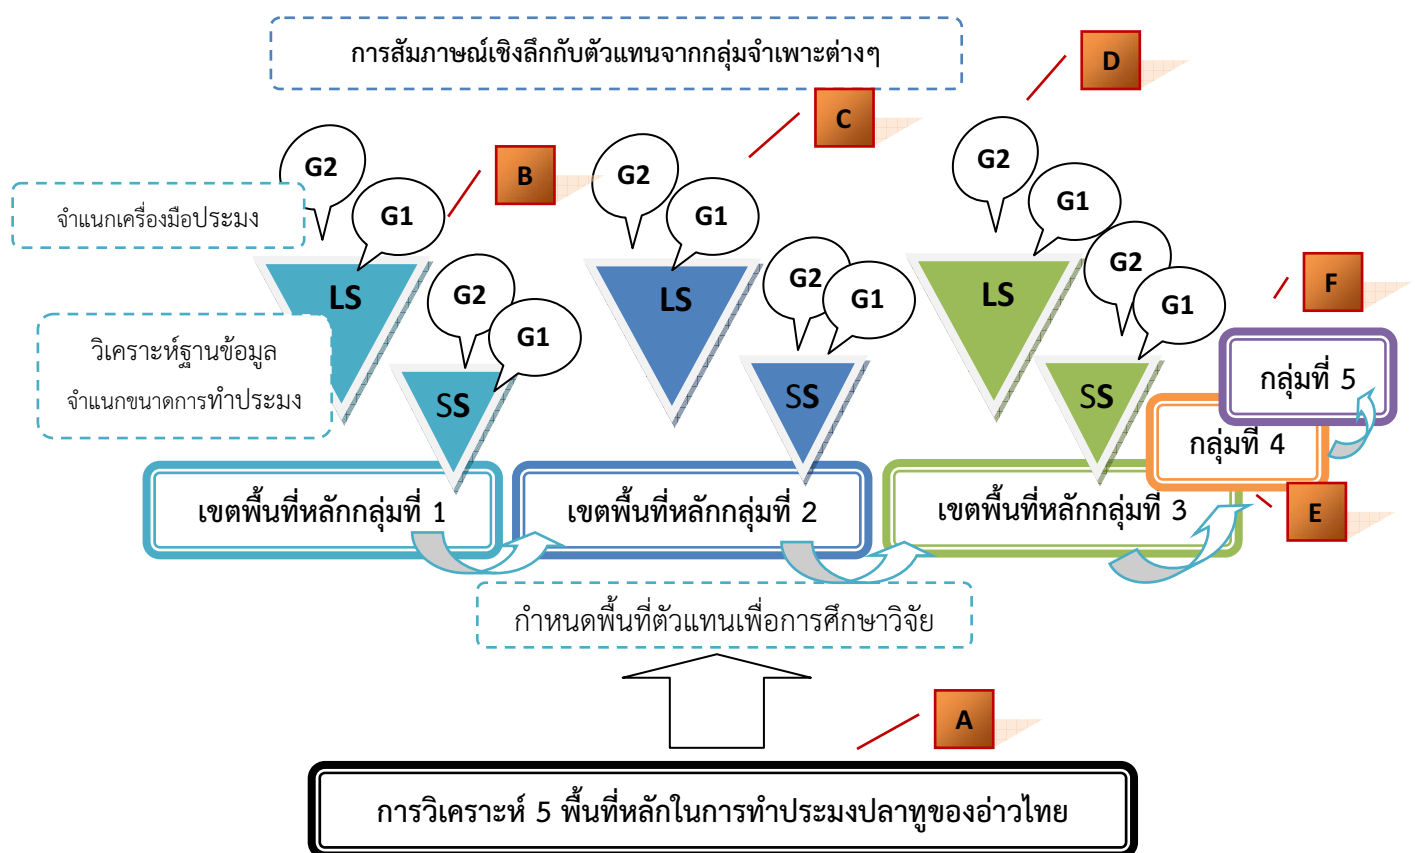 การสัมภาษณ์เชิงลึกกับตัวแทนจากกลุ่มจำเพาะต่างๆ
D
C
B
G2
G1
G2
G1
G2
G1
จำแนกเครื่องมือประมง
LS
LS
LS
G2
G1
G2
G1
G2
G1
F
วิเคราะห์ฐานข้อมูล
จำแนกขนาดการทำประมง
SS
SS
SS
กลุ่มที่ 5
กลุ่มที่ 4
เขตพื้นที่หลักกลุ่มที่ 1
เขตพื้นที่หลักกลุ่มที่ 2
เขตพื้นที่หลักกลุ่มที่ 3
E
กำหนดพื้นที่ตัวแทนเพื่อการศึกษาวิจัย
A
การวิเคราะห์ 5 พื้นที่หลักในการทำประมงปลาทูของอ่าวไทย